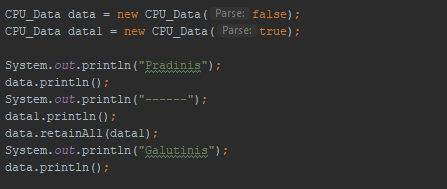 CPU_Data data = new CPU_Data( Parse: false);
CPU_Data data1 = new CPU_Data( Parse: true);
System.out.println("Pradinis");
data.println();
System.out.println("------");
data1.println();
data.retainAll(data1);
System.out.println("Galutinis");
data.println();